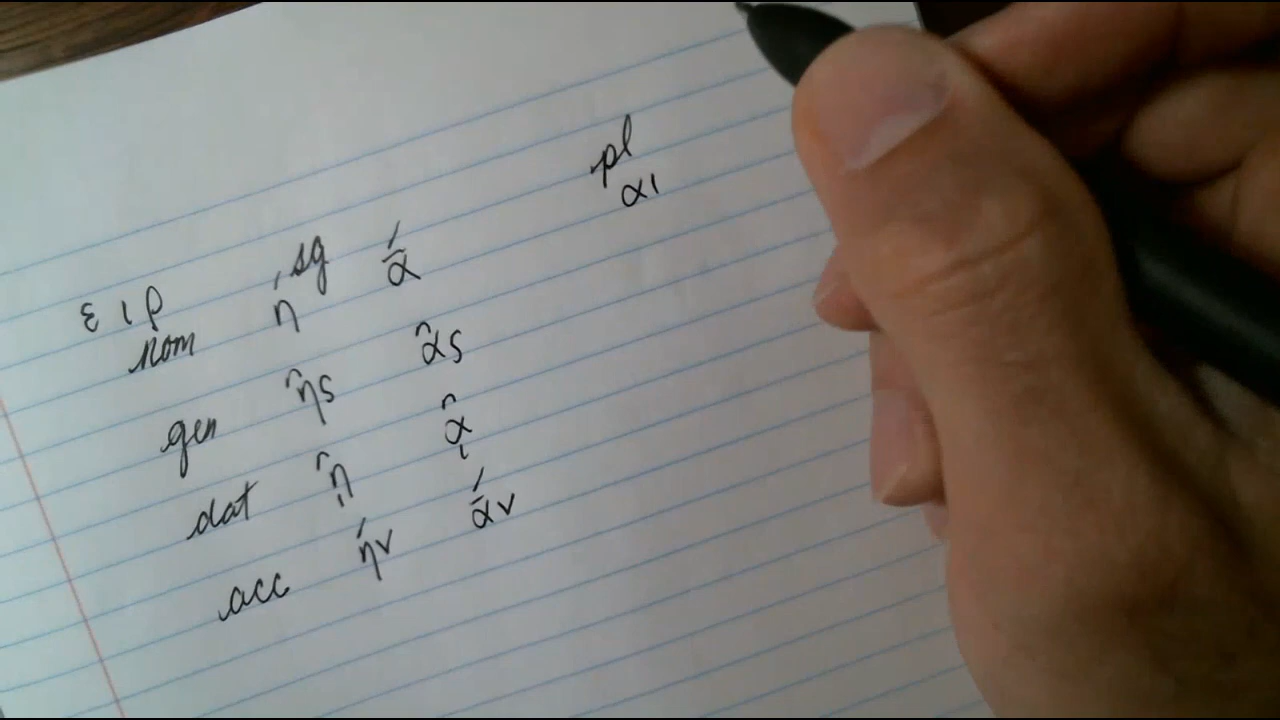 sg pl
ε ι ρ
nom ή ᾱ́ αι
gen ῆς ᾶς
dat ῇ ᾷ
acc ήν ᾱ́ν